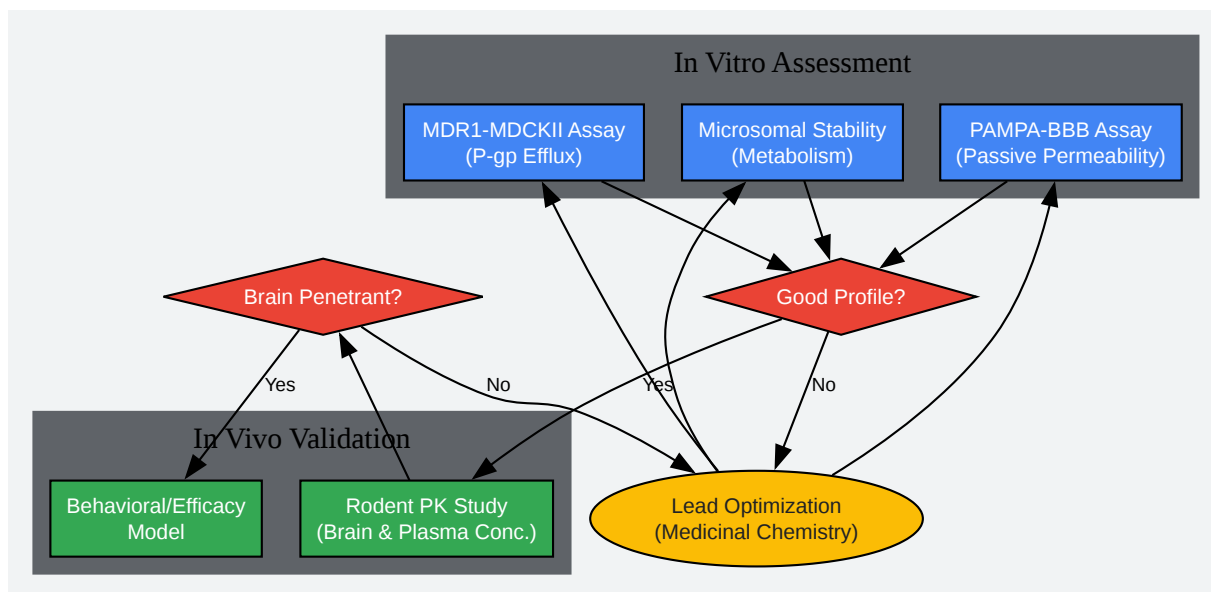 In Vitro Assessment
MDR1-MDCKII Assay
(P-gp Efflux)
Microsomal Stability
(Metabolism)
PAMPA-BBB Assay
(Passive Permeability)
Brain Penetrant?
Good Profile?
Yes
No
Yes
No
In Vivo Validation
Behavioral/Efficacy
Model
Rodent PK Study
(Brain & Plasma Conc.)
Lead Optimization
(Medicinal Chemistry)